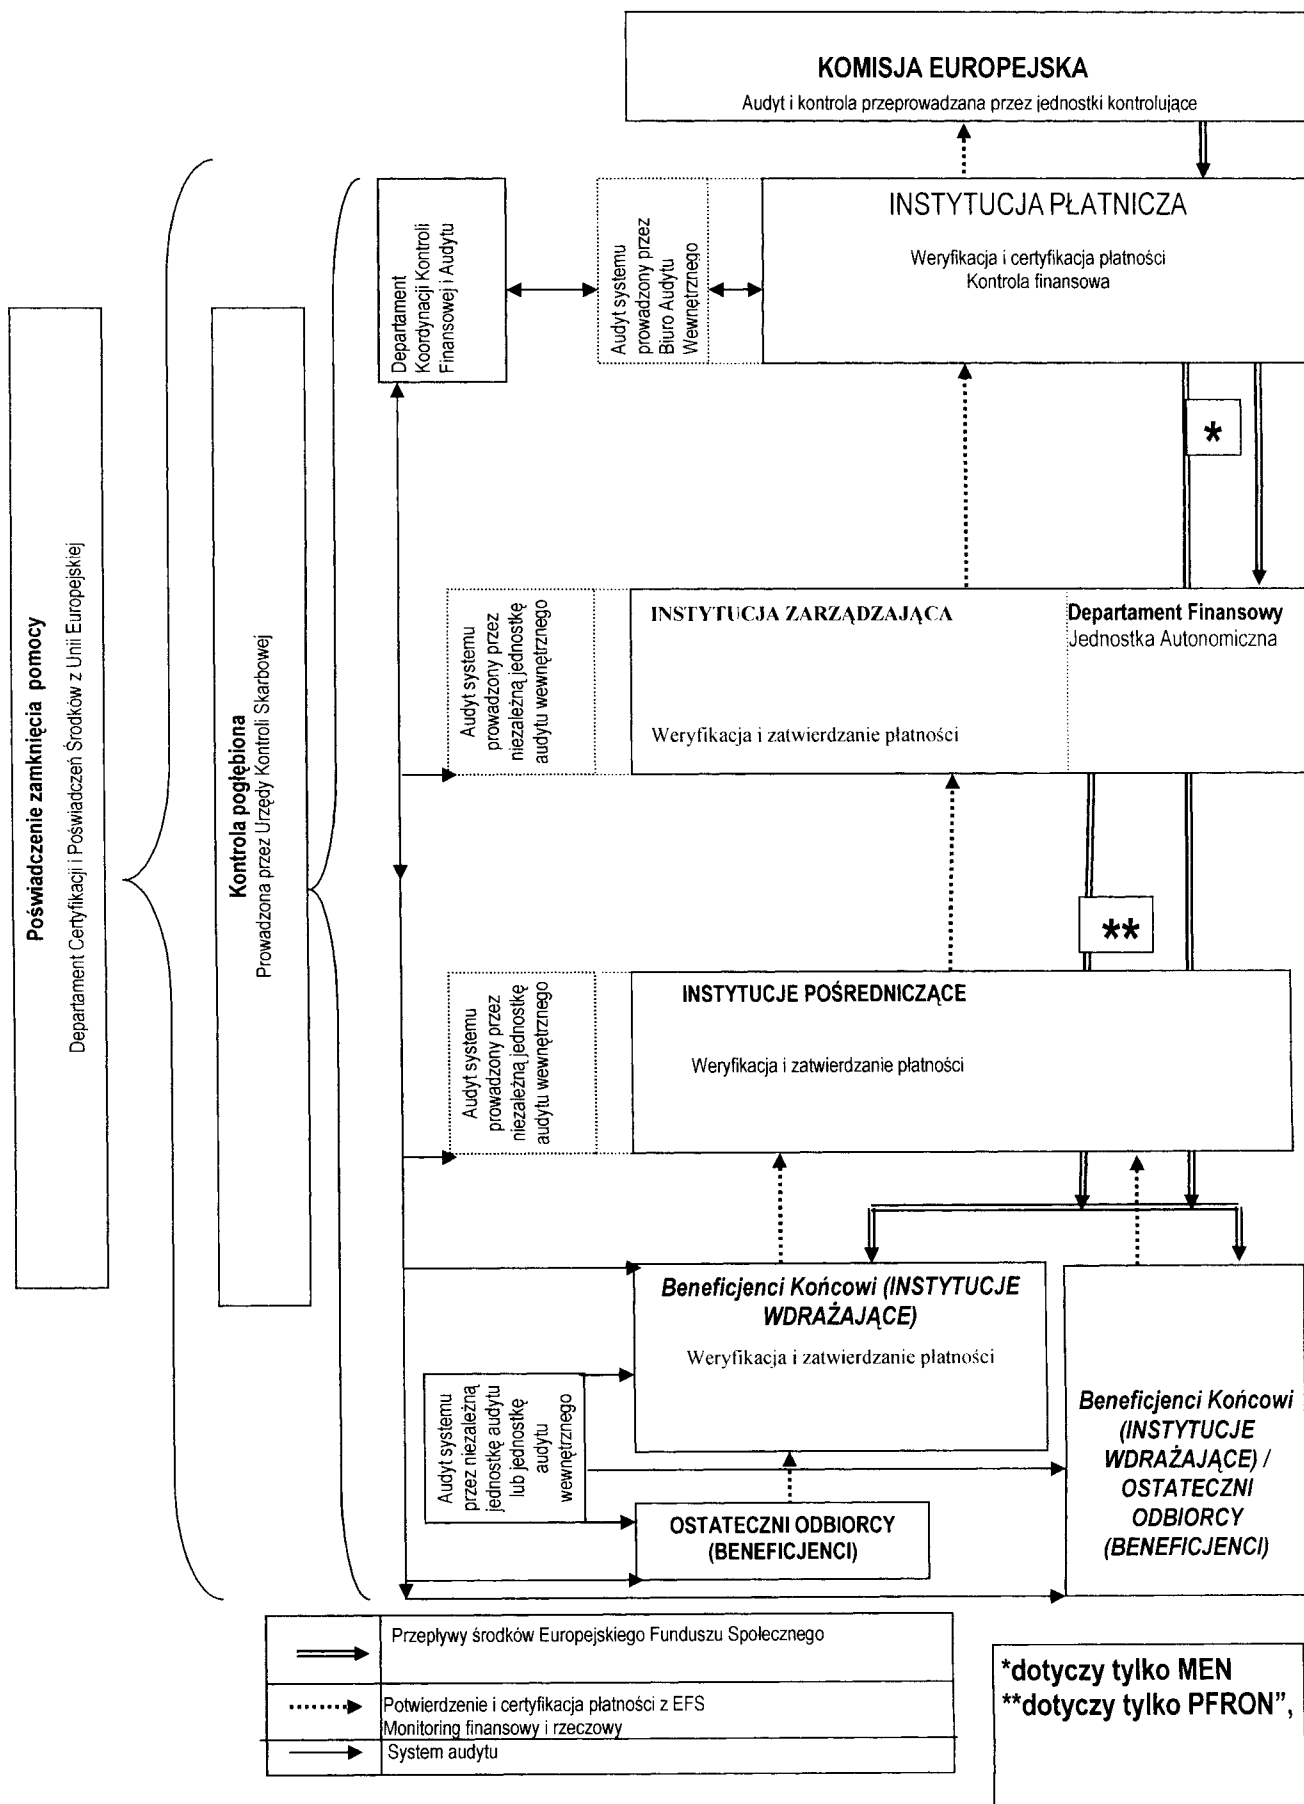 KOMISJA EUROPEJSKA
Audyt i kontrola przeprowadzana przez jednostki kontrolujące
INSTYTUCJA PŁATNICZA
Weryfikacja i certyfikacja płatności
Kontrola finansowa
Audyt systemu
prowadzony przez
Biuro Audytu
Wewnętrznego
Departament
Koordynacji Kontroli
Finansowej i Audytu
Poświadczenie zamknięcia pomocy
Departament Certyfikacji i Poświadczeń Środków z Unii Europejskiej
Kontrola pogłębiona
Prowadzona przez Urzędy Kontroli Skarbowej
*
Audyt systemu
prowadzony przez
niezależną jednostkę
audytu wewnętrznego
INSTYTUCJA ZARZĄDZAJĄCA
Weryfikacja i zatwierdzanie płatności
Departament Finansowy
Jednostka Autonomiczna
**
Audyt systemu
prowadzony przez
niezależną jednostkę
audytu wewnętrznego
INSTYTUCJE POŚREDNICZĄCE
Weryfikacja i zatwierdzanie płatności
Beneficjenci Końcowi (INSTYTUCJE
WDRAŻAJĄCE)
Weryfikacja i zatwierdzanie płatności
Audyt systemu
przez niezależną
jednostkę audytu
lub jednostkę
audytu
wewnętrznego
Beneficjenci Końcowi
(INSTYTUCJE
WDRAŻAJĄCE) /
OSTATECZNI
ODBIORCY
(BENEFICJENCI)
OSTATECZNI ODBIORCY
(BENEFICJENCI)
Przepływy środków Europejskiego Funduszu Społecznego
Potwierdzenie i certyfikacja płatności z EFS
Monitoring finansowy i rzeczowy
System audytu
*dotyczy tylko MEN
**dotyczy tylko PFRON”,